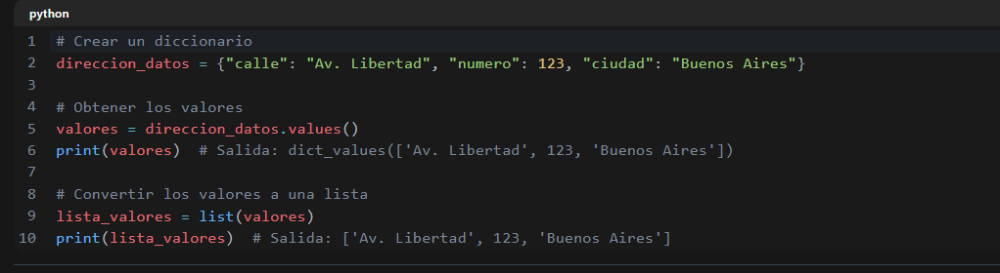 python
1 # Crear un diccionario
2 direccion_datos = {"calle": "Av. Libertad", "numero": 123, "ciudad": "Buenos Aires"}
3
4 # Obtener los valores
5 valores = direccion_datos.values()
6 print(valores)  # Salida: dict_values(['Av. Libertad', 123, 'Buenos Aires'])
7
8 # Convertir los valores a una lista
9 lista_valores = list(valores)
10 print(lista_valores)  # Salida: ['Av. Libertad', 123, 'Buenos Aires']